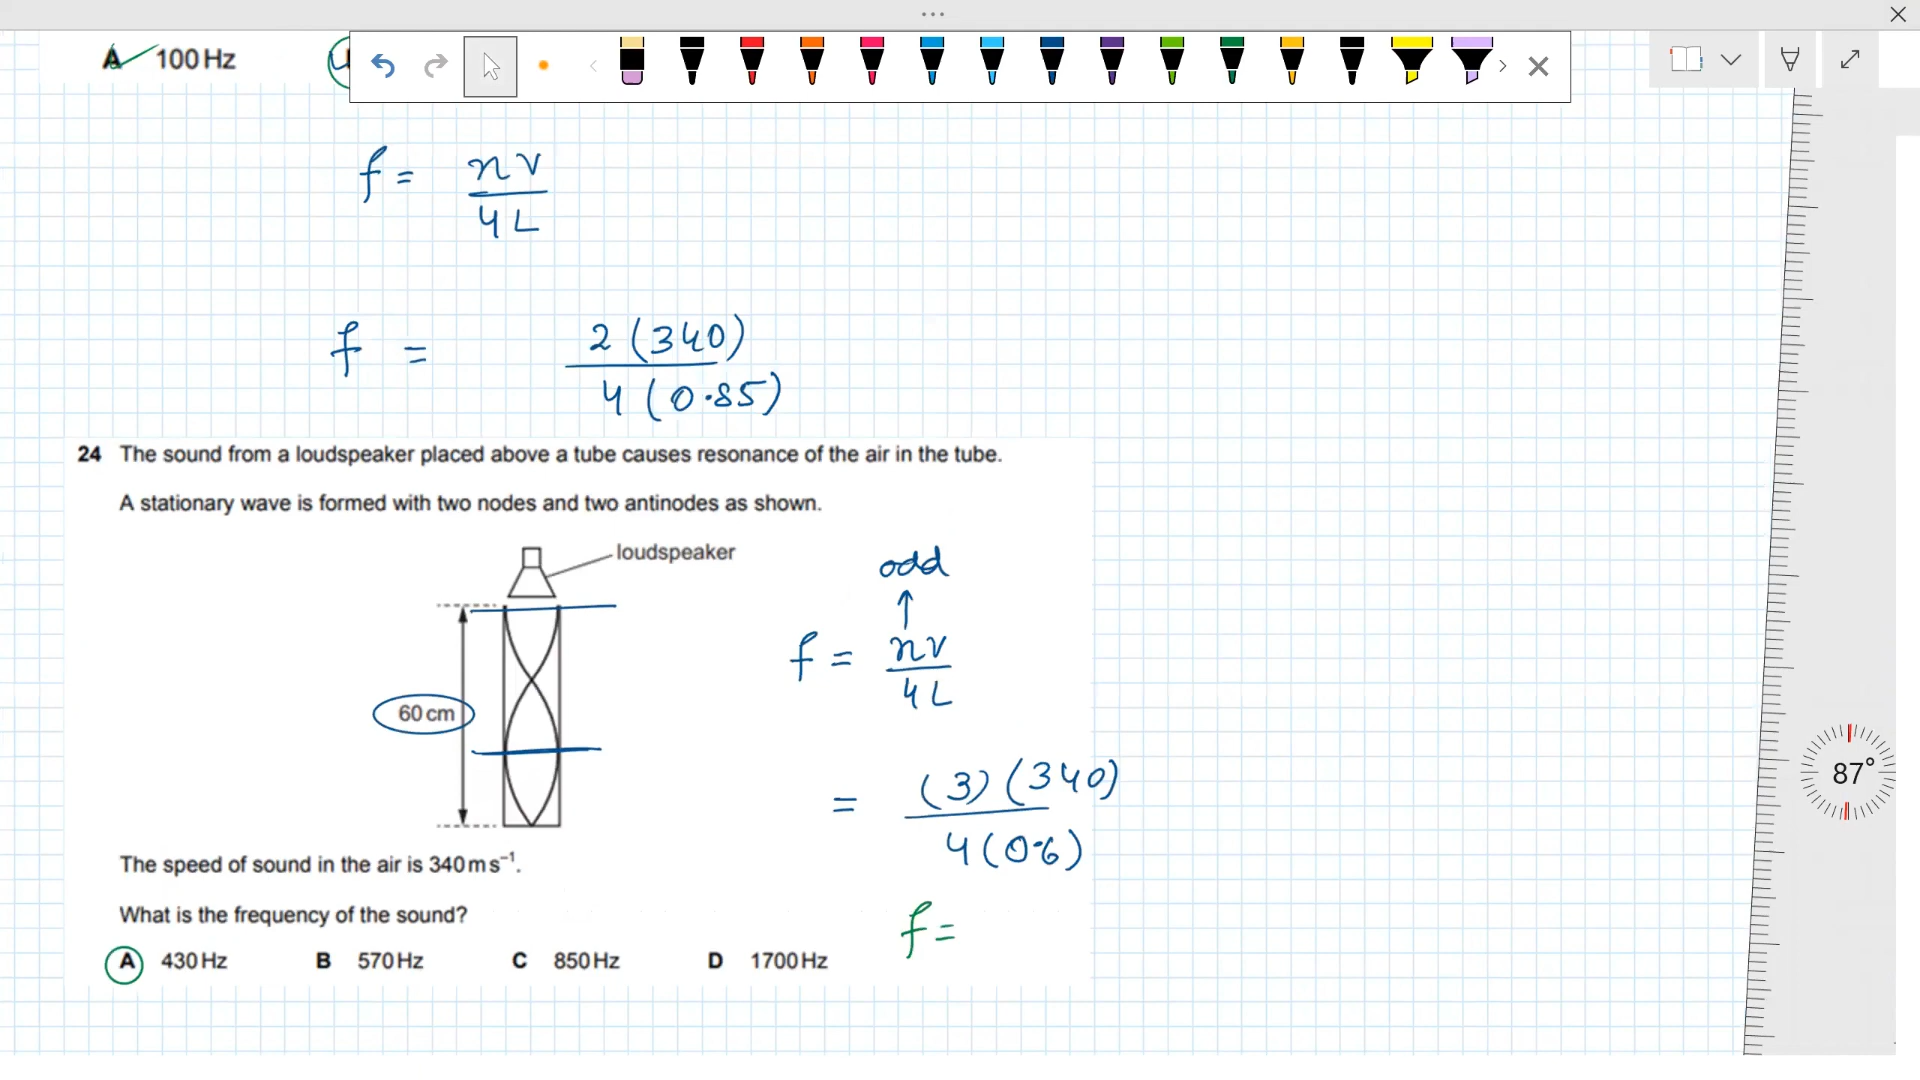 A 100 Hz
f = nv
4L
f = 2 (340)
4 (0.85)
24 The sound from a loudspeaker placed above a tube causes resonance of the air in the tube.
A stationary wave is formed with two nodes and two antinodes as shown.
loudspeaker
odd
↑
f = nv
4L
60 cm
= (3) (340)
4 (0.6)
87°
The speed of sound in the air is 340 m s⁻¹.
What is the frequency of the sound?
f =
A 430 Hz B 570 Hz C 850 Hz D 1700 Hz